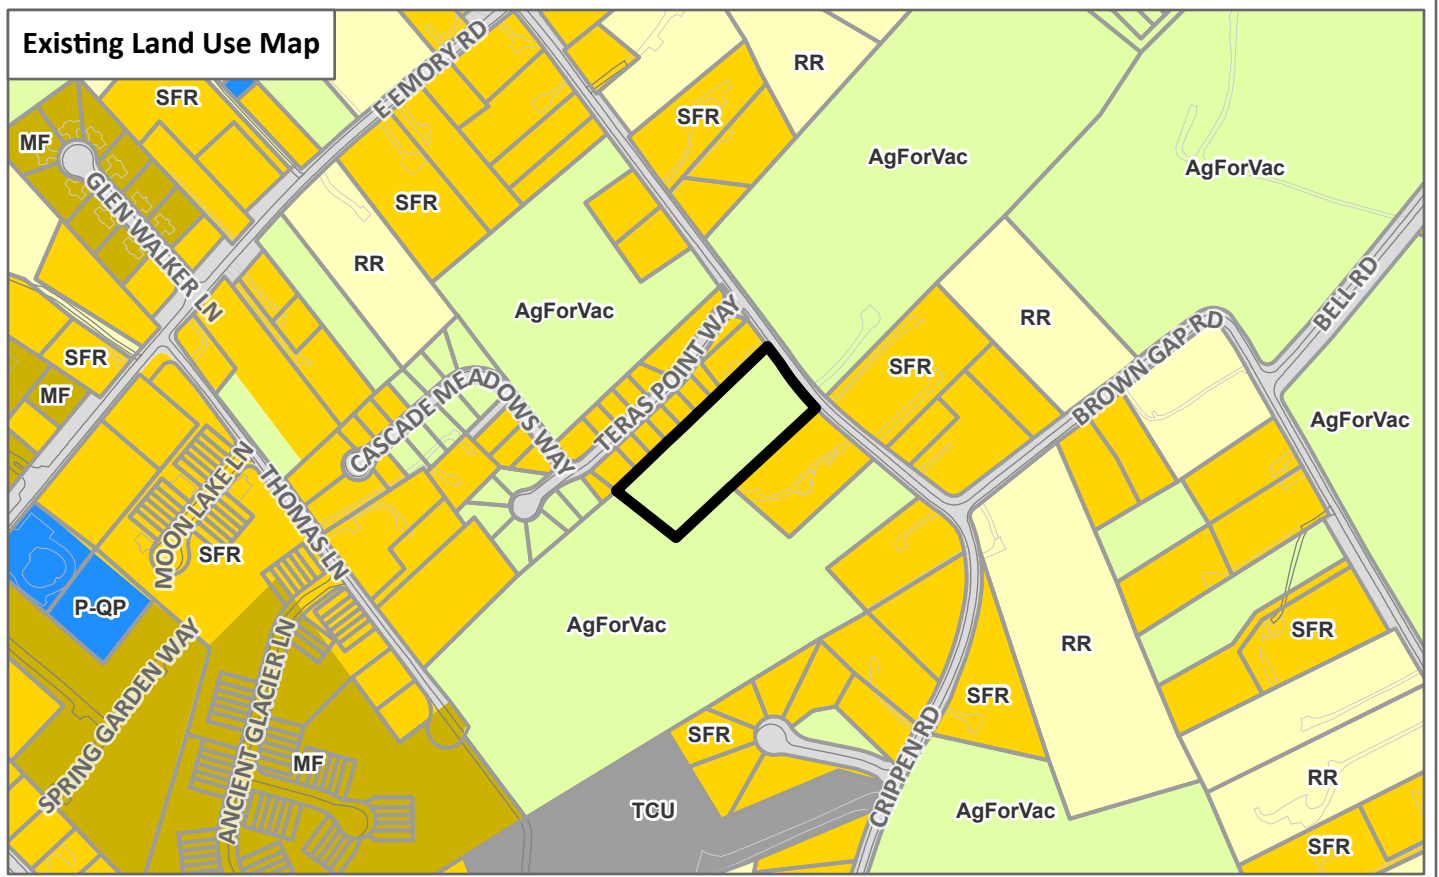 Existing Land Use Map
E EMORY RD
RR
SFR
SFR
MF
AgForVac
AgForVac
GLEN WALKER LN
SFR
RR
BELL RD
AgForVac
RR
TERAS POINT WAY
BROWN GAP RD
SFR
SFR
MF
CASCADE MEADOWS WAY
AgForVac
MOON LAKE LN
THOMAS LN
SFR
P-QP
AgForVac
SFR
RR
SPRING GARDEN WAY
ANCIENT GLACIER LN
SFR
SFR
MF
CRIPPEN RD
RR
TCU
AgForVac
SFR